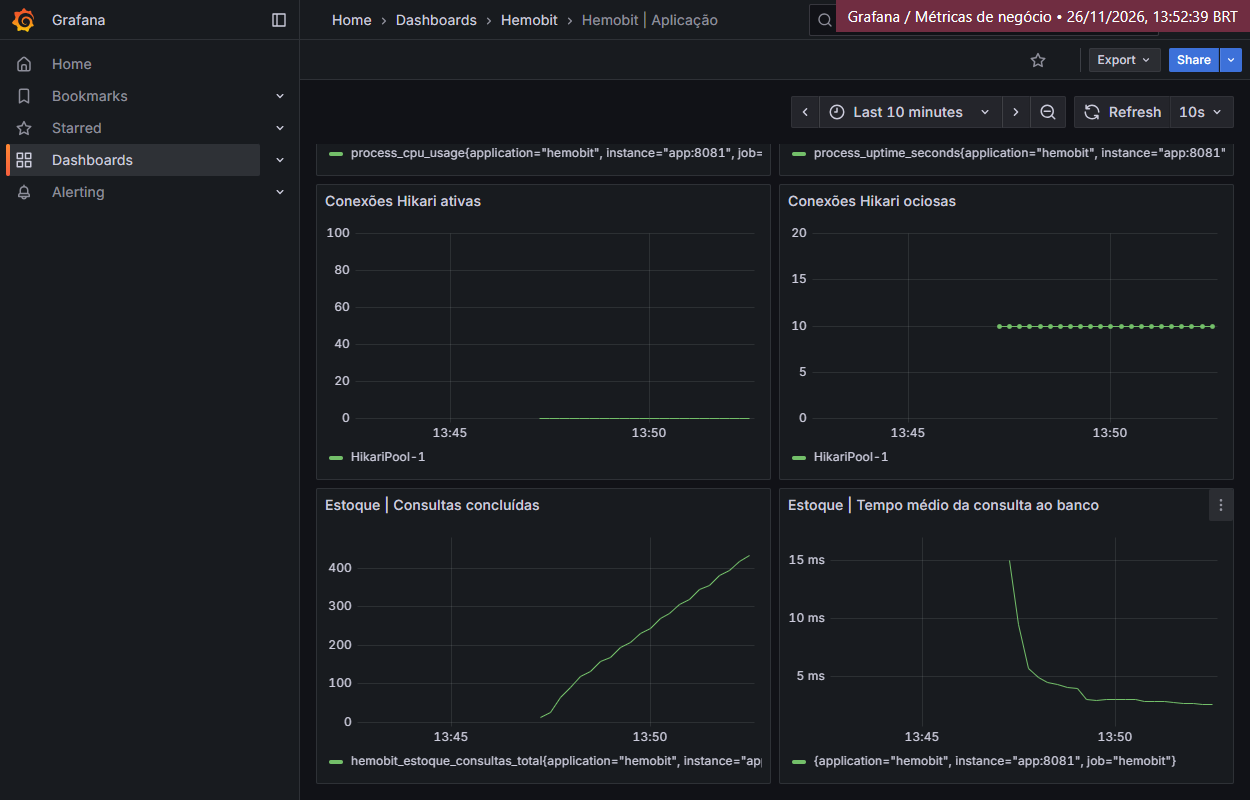 Grafana
Home › Dashboards › Hemobit › Hemobit | Aplicação
Grafana / Métricas de negócio • 26/11/2026, 13:52:39 BRT
Home
Bookmarks
Starred
Dashboards
Alerting
Export
Share
Last 10 minutes
Refresh
10s
process_cpu_usage{application="hemobit", instance="app:8081", job=
process_uptime_seconds{application="hemobit", instance="app:8081"
Conexões Hikari ativas
100
80
60
40
20
0
13:45
13:50
HikariPool-1
Conexões Hikari ociosas
20
15
10
5
0
13:45
13:50
HikariPool-1
Estoque | Consultas concluídas
400
300
200
100
0
13:45
13:50
hemobit_estoque_consultas_total{application="hemobit", instance="ap
Estoque | Tempo médio da consulta ao banco
15 ms
10 ms
5 ms
13:45
13:50
{application="hemobit", instance="app:8081", job="hemobit"}